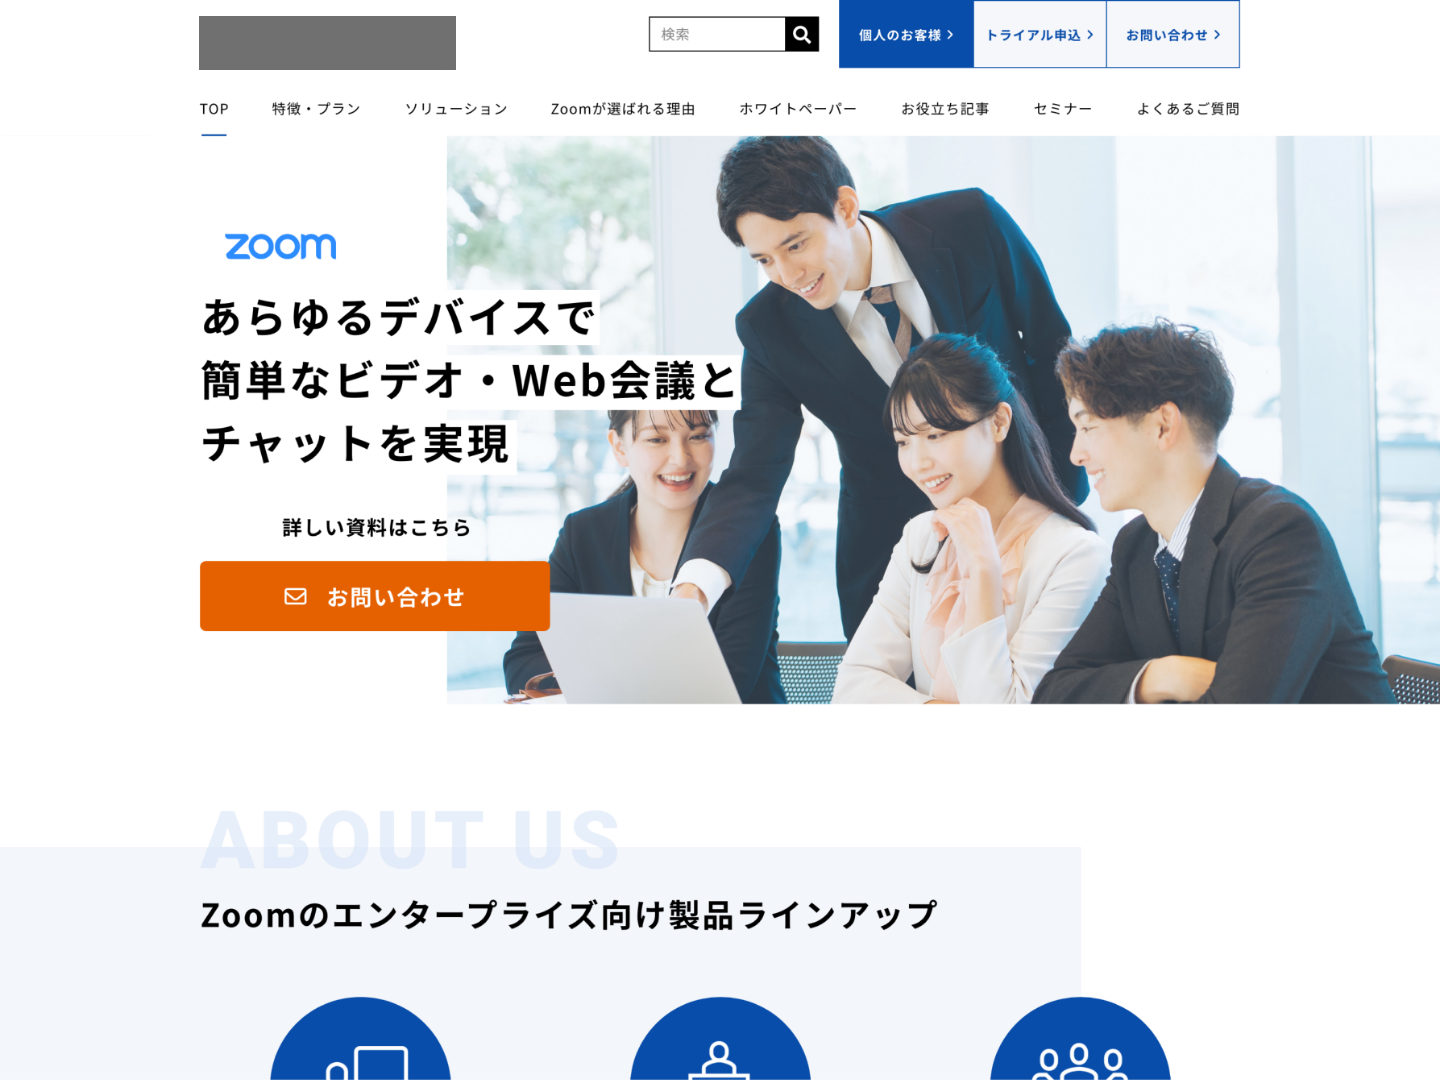 検索
個人のお客様
トライアル申込
お問い合わせ
TOP
特徴・プラン
ソリューション
Zoomが選ばれる理由
ホワイトペーパー
お役立ち記事
セミナー
よくあるご質問
zoom
あらゆるデバイスで
簡単なビデオ・Web会議と
チャットを実現
詳しい資料はこちら
お問い合わせ
ABOUT US
Zoomのエンタープライズ向け製品ラインアップ